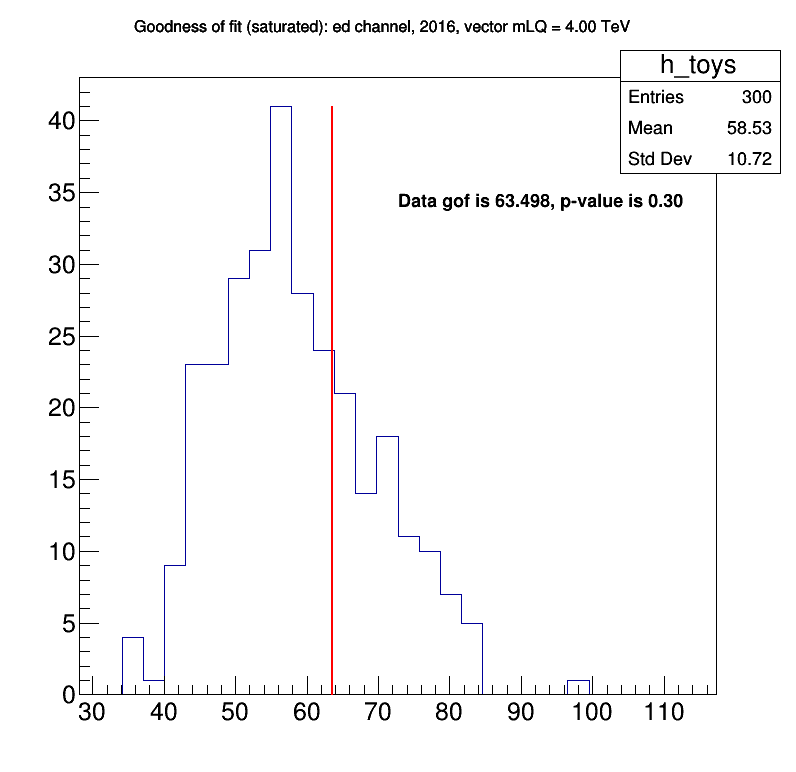 Goodness of fit (saturated): ed channel, 2016, vector mLQ = 4.00 TeV
h_toys
Entries 300
Mean 58.53
Std Dev 10.72
Data gof is 63.498, p-value is 0.30
40
35
30
25
20
15
10
5
0
30 40 50 60 70 80 90 100 110